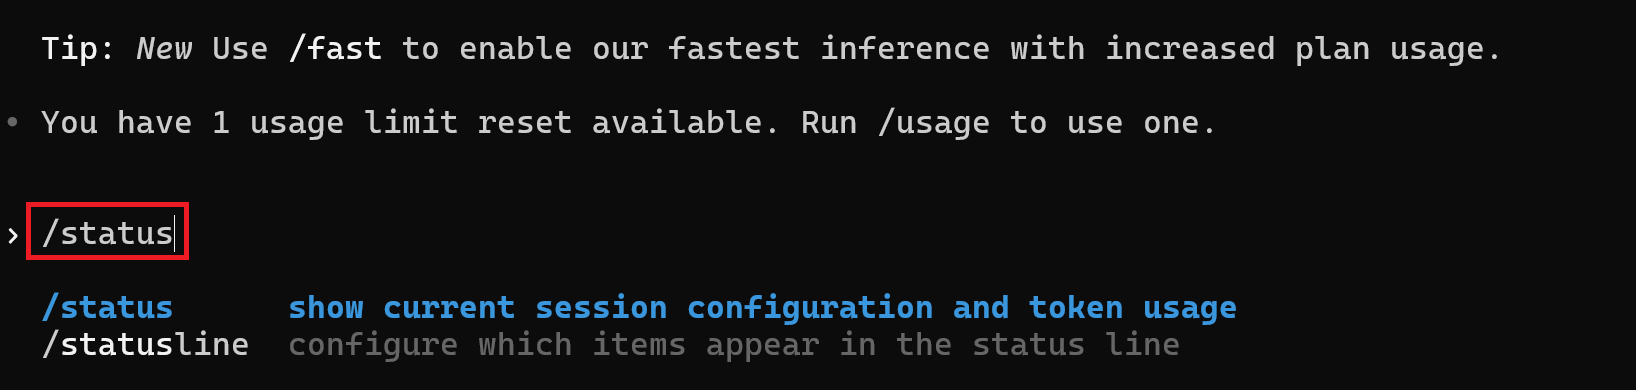 Tip: New Use /fast to enable our fastest inference with increased plan usage.
• You have 1 usage limit reset available. Run /usage to use one.
› /status
/status show current session configuration and token usage
/statusline configure which items appear in the status line